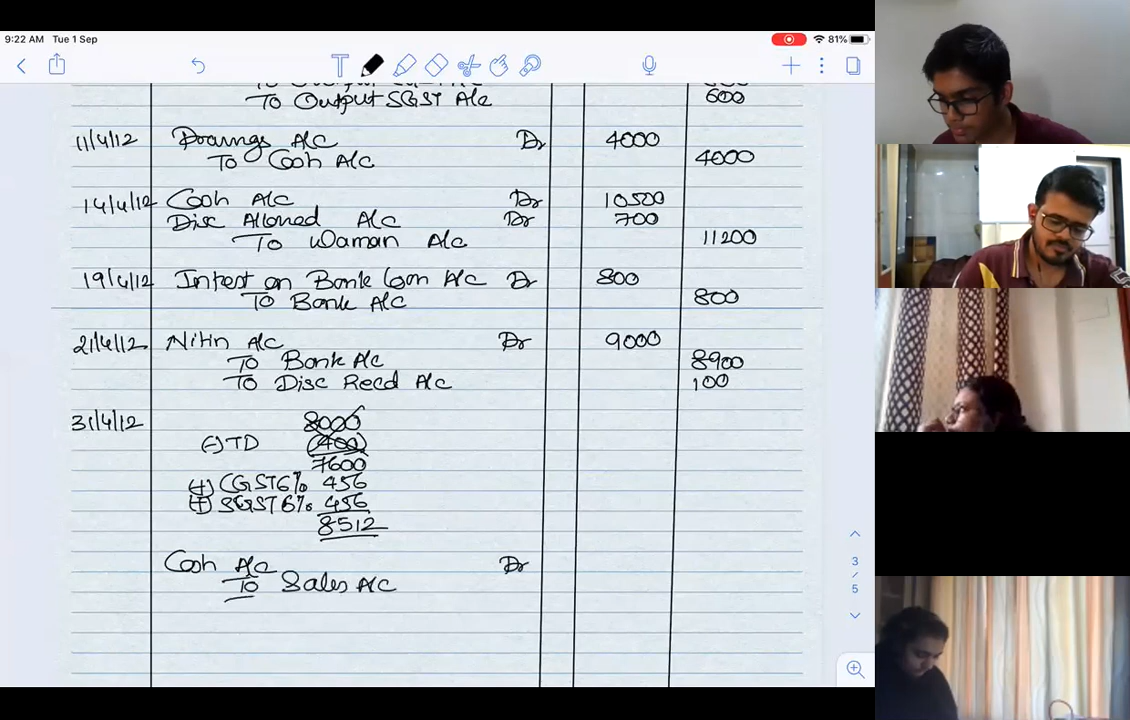 9:22 AM Tue 1 Sep 81%
To Output SGST A/c 600
11/4/12 Drawings A/c Dr 4000
To Cash A/c 4000
14/4/12 Cash A/c Dr 10500
Disc Allowed A/c Dr 700
To Waman A/c 11200
19/4/12 Intrest on Bank Loan A/c Dr 800
To Bank A/c 800
21/4/12 Nitin A/c Dr 9000
To Bank A/c 8900
To Disc Recd A/c 100
31/4/12 8000
(-) TD (400)
7600
(+) CGST 6% 456
(+) SGST 6% 456
8512
Cash A/c Dr
To Sales A/c
3
/
5